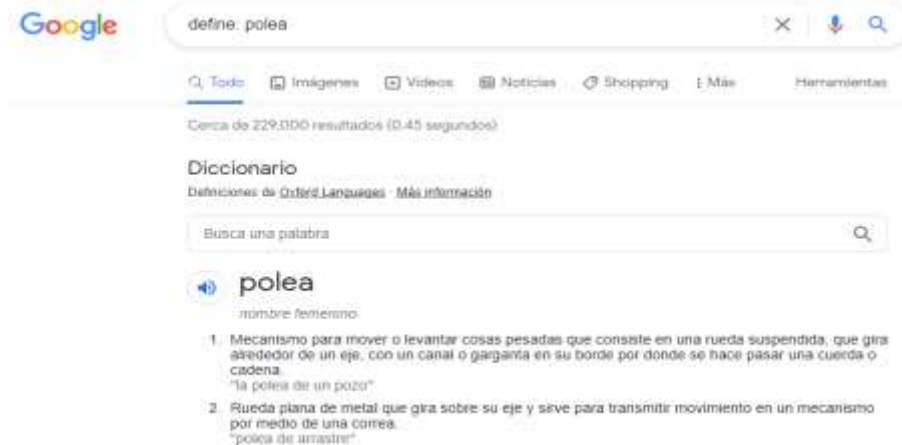 Google
define: polea
Todo Imágenes Videos Noticias Shopping Más Herramientas
Cerca de 229.000 resultados (0.45 segundos)
Diccionario
Definiciones de Oxford Languages · Más información
Busca una palabra
polea
nombre femenino
1. Mecanismo para mover o levantar cosas pesadas que consiste en una rueda suspendida, que gira
alrededor de un eje, con un canal o garganta en su borde por donde se hace pasar una cuerda o
cadena.
"la polea de un pozo"
2. Rueda plana de metal que gira sobre su eje y sirve para transmitir movimiento en un mecanismo
por medio de una correa.
"polea de arrastre"